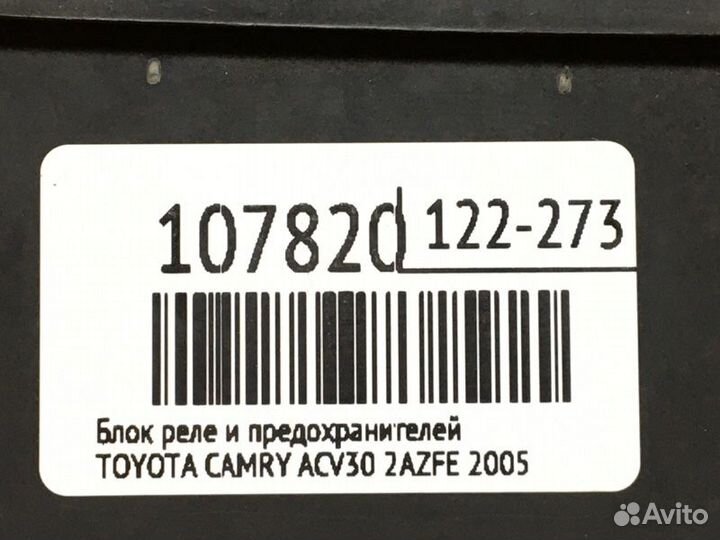 107820 122-273
Блок реле и предохранителей
TOYOTA CAMRY ACV30 2AZFE 2005
Avito